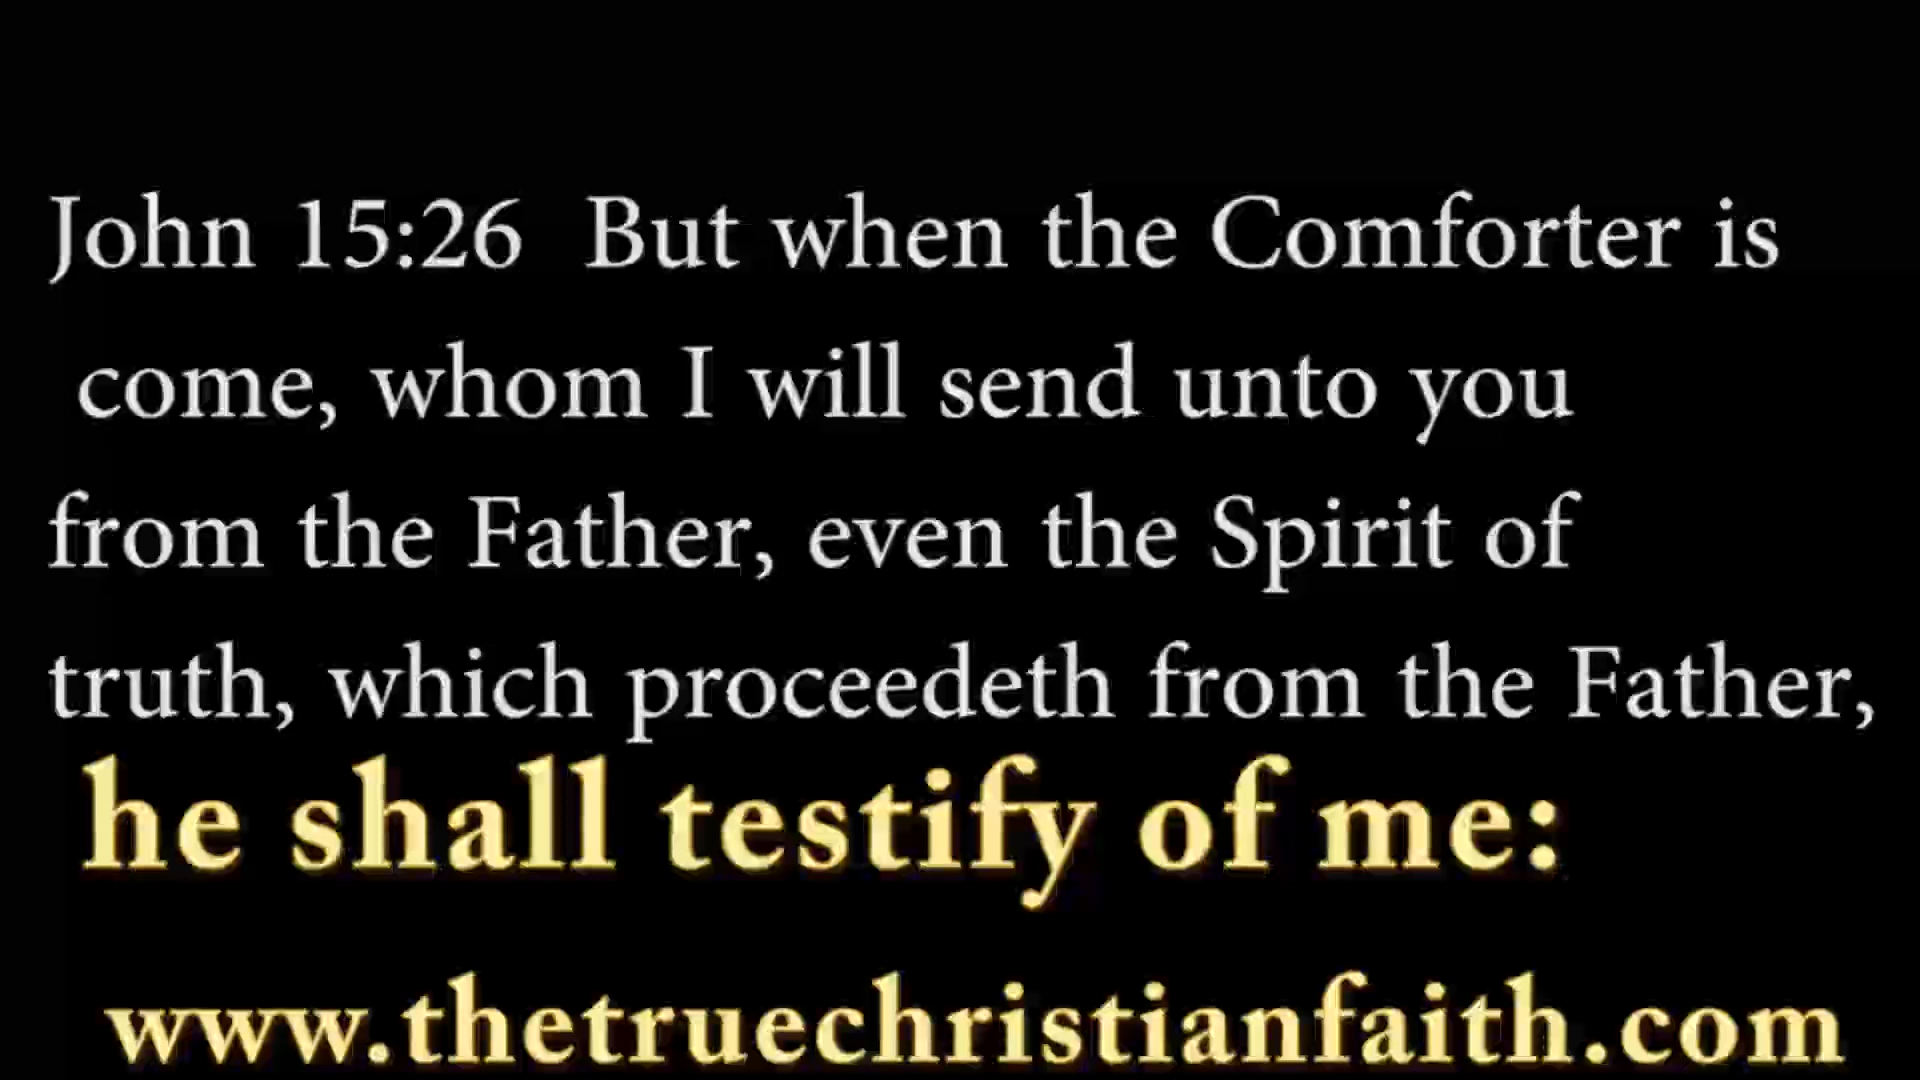 John 15:26  But when the Comforter is
come, whom I will send unto you
from the Father, even the Spirit of
truth, which proceedeth from the Father,
he shall testify of me:
www.thetruechristianfaith.com